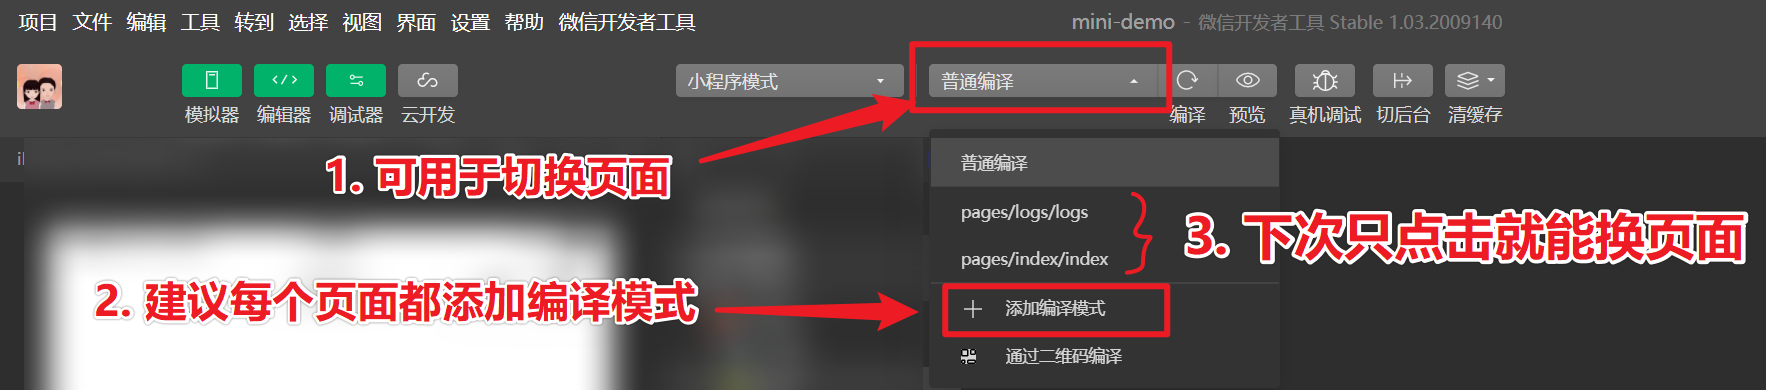 项目 文件 编辑 工具 转到 选择 视图 界面 设置 帮助 微信开发者工具
mini-demo - 微信开发者工具 Stable 1.03.2009140
小程序模式
普通编译
模拟器 编辑器 调试器 云开发
编译 预览 真机调试 切后台 清缓存
1. 可用于切换页面
普通编译
pages/logs/logs
pages/index/index
3. 下次只点击就能换页面
2. 建议每个页面都添加编译模式
添加编译模式
通过二维码编译